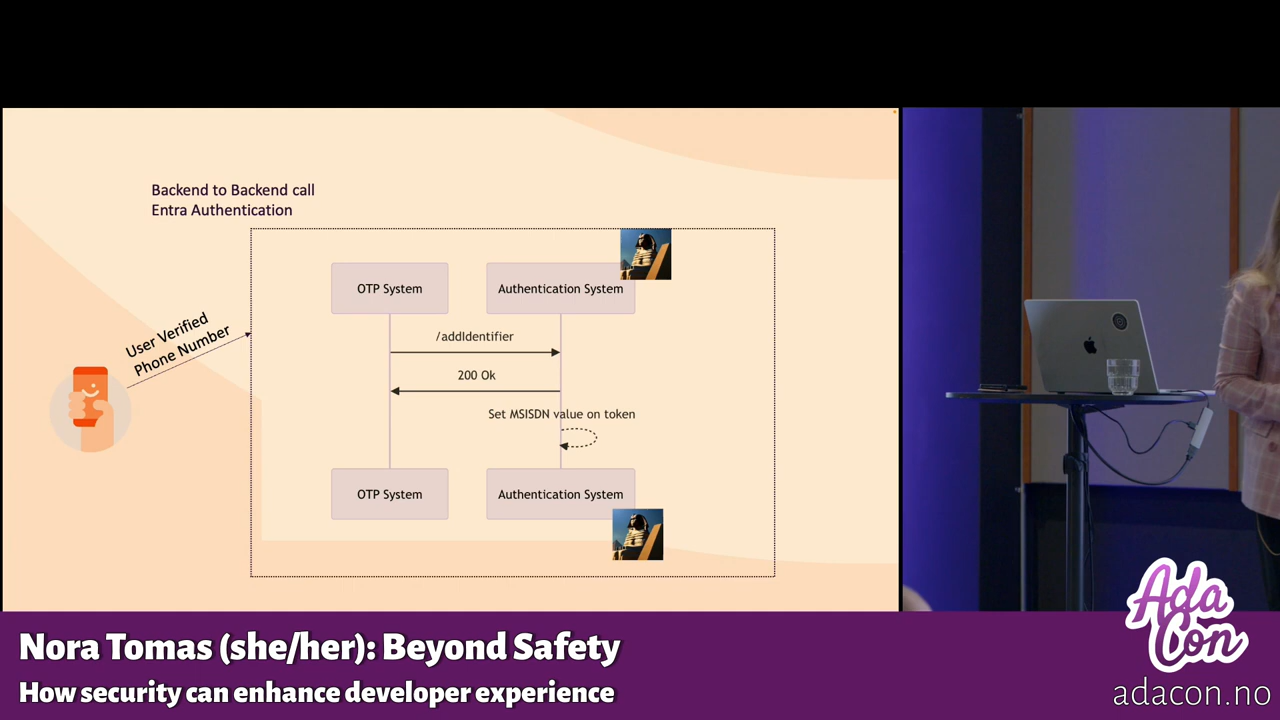 Backend to Backend call
Entra Authentication
OTP System
Authentication System
/addIdentifier
User Verified
Phone Number
200 Ok
Set MSISDN value on token
OTP System
Authentication System
Nora Tomas (she/her): Beyond Safety
How security can enhance developer experience
Ada
Con
adacon.no